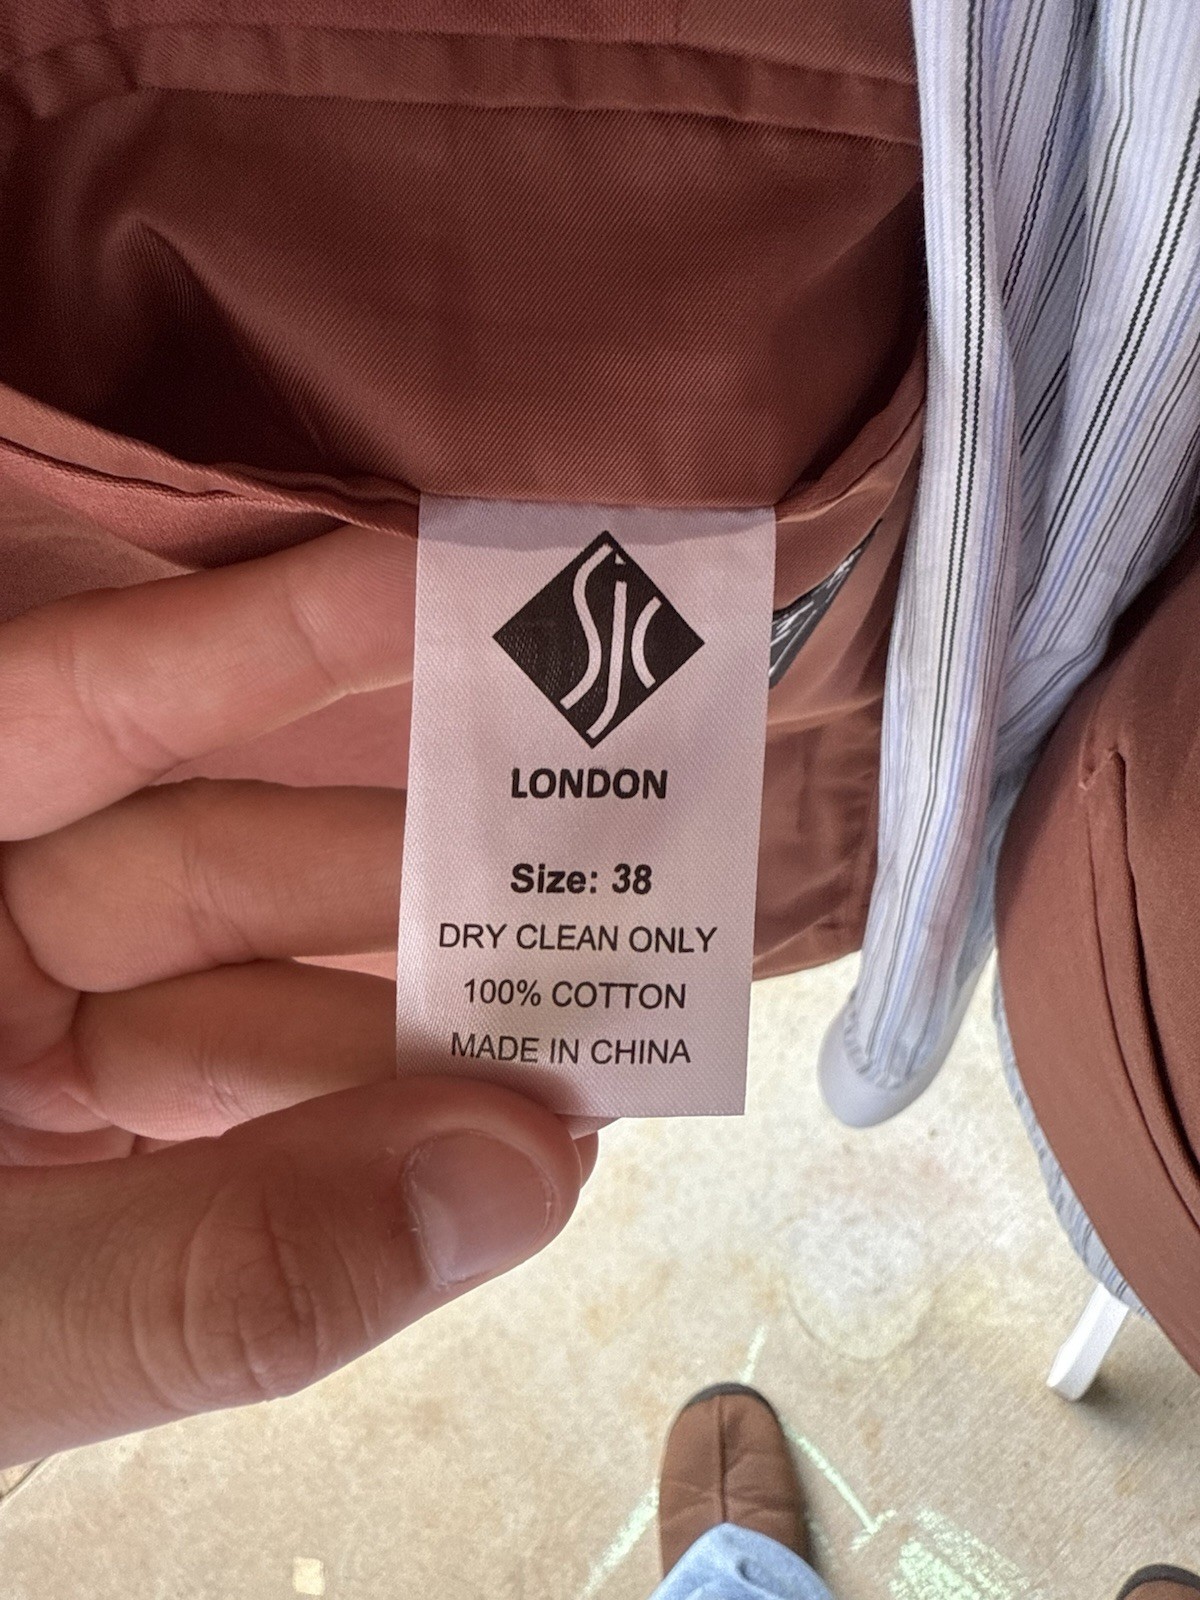 SjC
LONDON
Size: 38
DRY CLEAN ONLY
100% COTTON
MADE IN CHINA